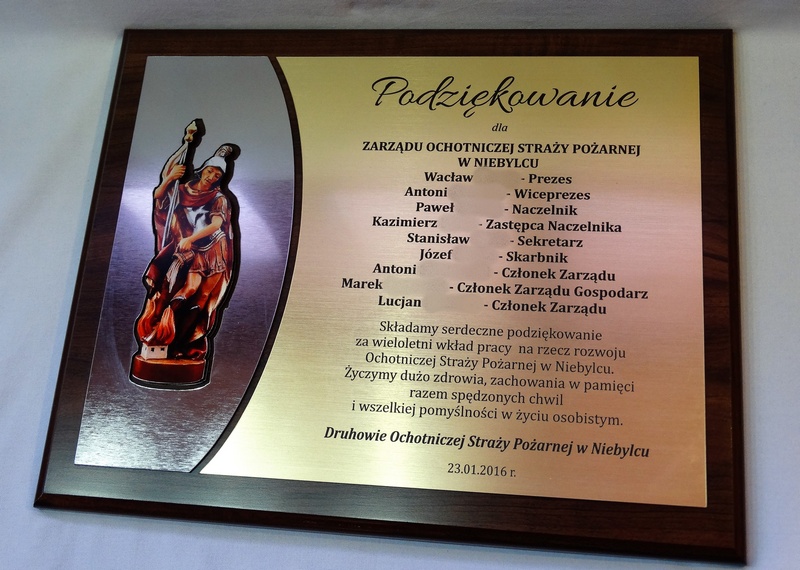 Podziękowanie
dla
ZARZĄDU OCHOTNICZEJ STRAŻY POŻARNEJ
W NIEBYLCU
Wacław - Prezes
Antoni - Wiceprezes
Paweł - Naczelnik
Kazimierz - Zastępca Naczelnika
Stanisław - Sekretarz
Józef - Skarbnik
Antoni - Członek Zarządu
Marek - Członek Zarządu Gospodarz
Lucjan - Członek Zarządu
Składamy serdeczne podziękowanie
za wieloletni wkład pracy na rzecz rozwoju
Ochotniczej Straży Pożarnej w Niebylcu.
Życzymy dużo zdrowia, zachowania w pamięci
razem spędzonych chwil
i wszelkiej pomyślności w życiu osobistym.
Druhowie Ochotniczej Straży Pożarnej w Niebylcu
23.01.2016 r.